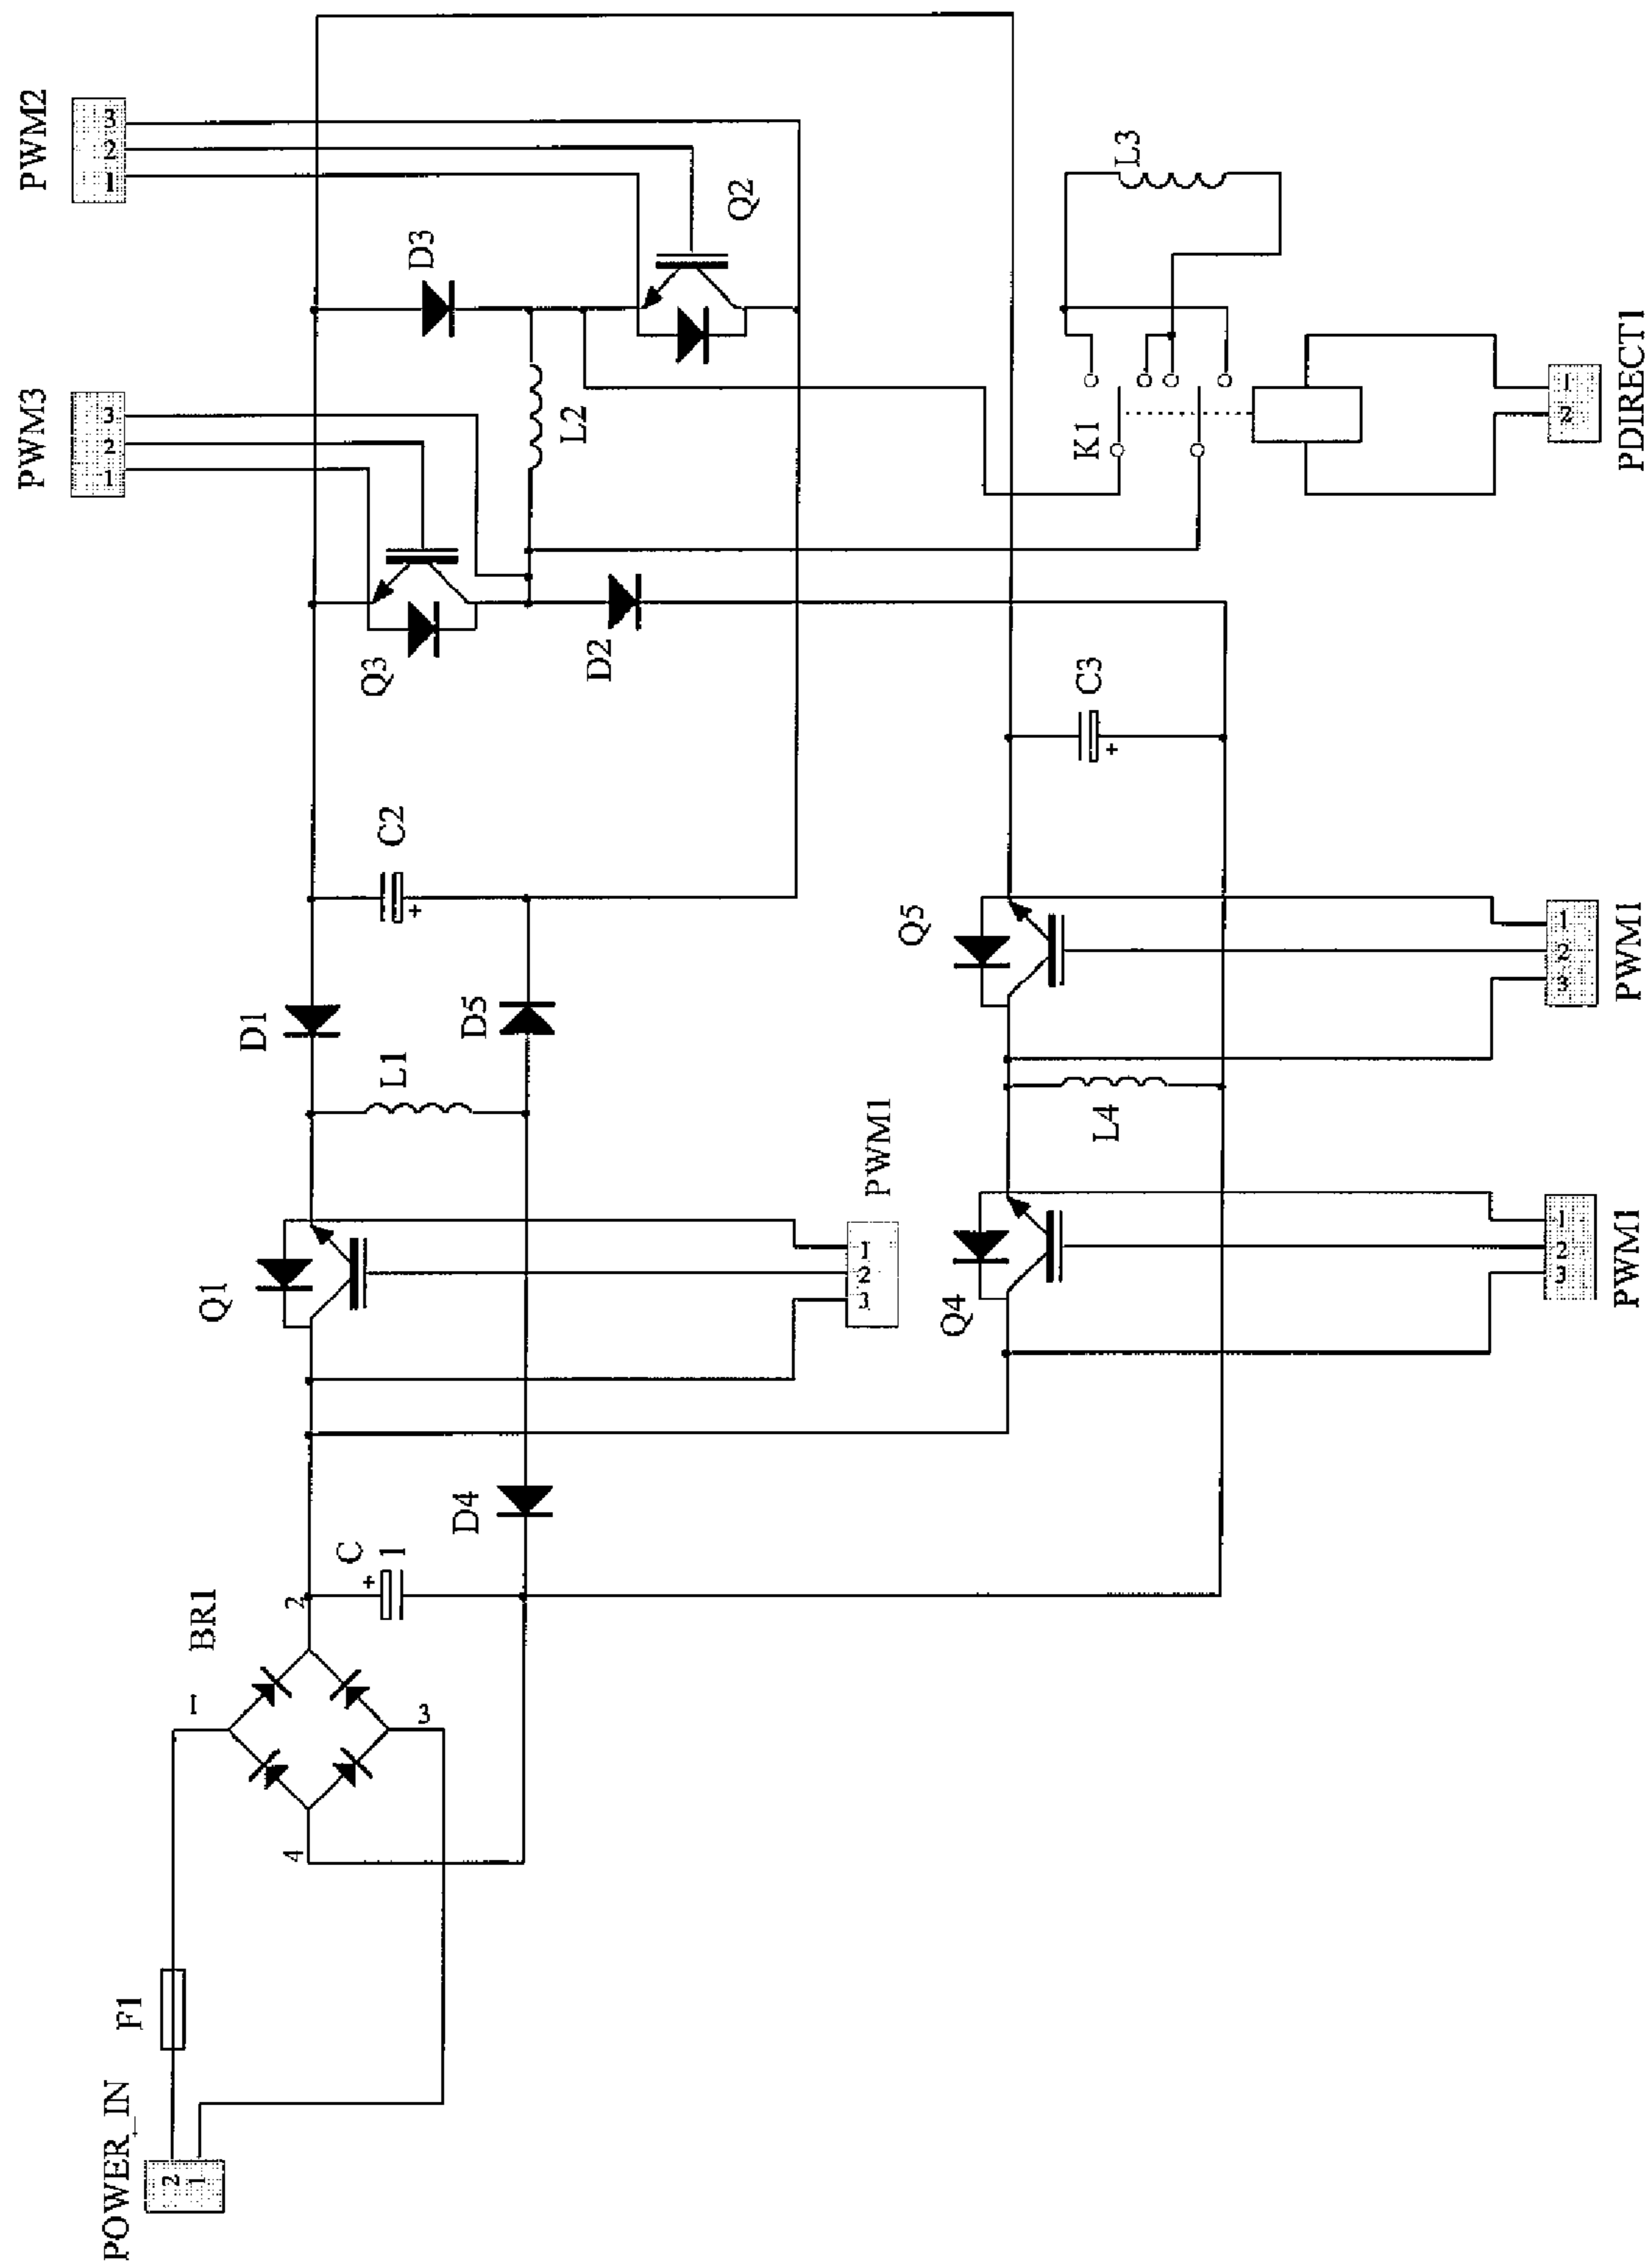 POWER_IN
2
1
F1
BR1
1
2
3
4
C
1
+
D4
Q1
PWM1
1
2
3
L1
D1
D5
C2
+
Q4
PWM1
1
2
3
L4
Q5
PWM1
1
2
3
C3
+
Q3
D2
PWM3
1
2
3
L2
D3
PWM2
1
2
3
Q2
K1
L3
PDIRECT1
1
2